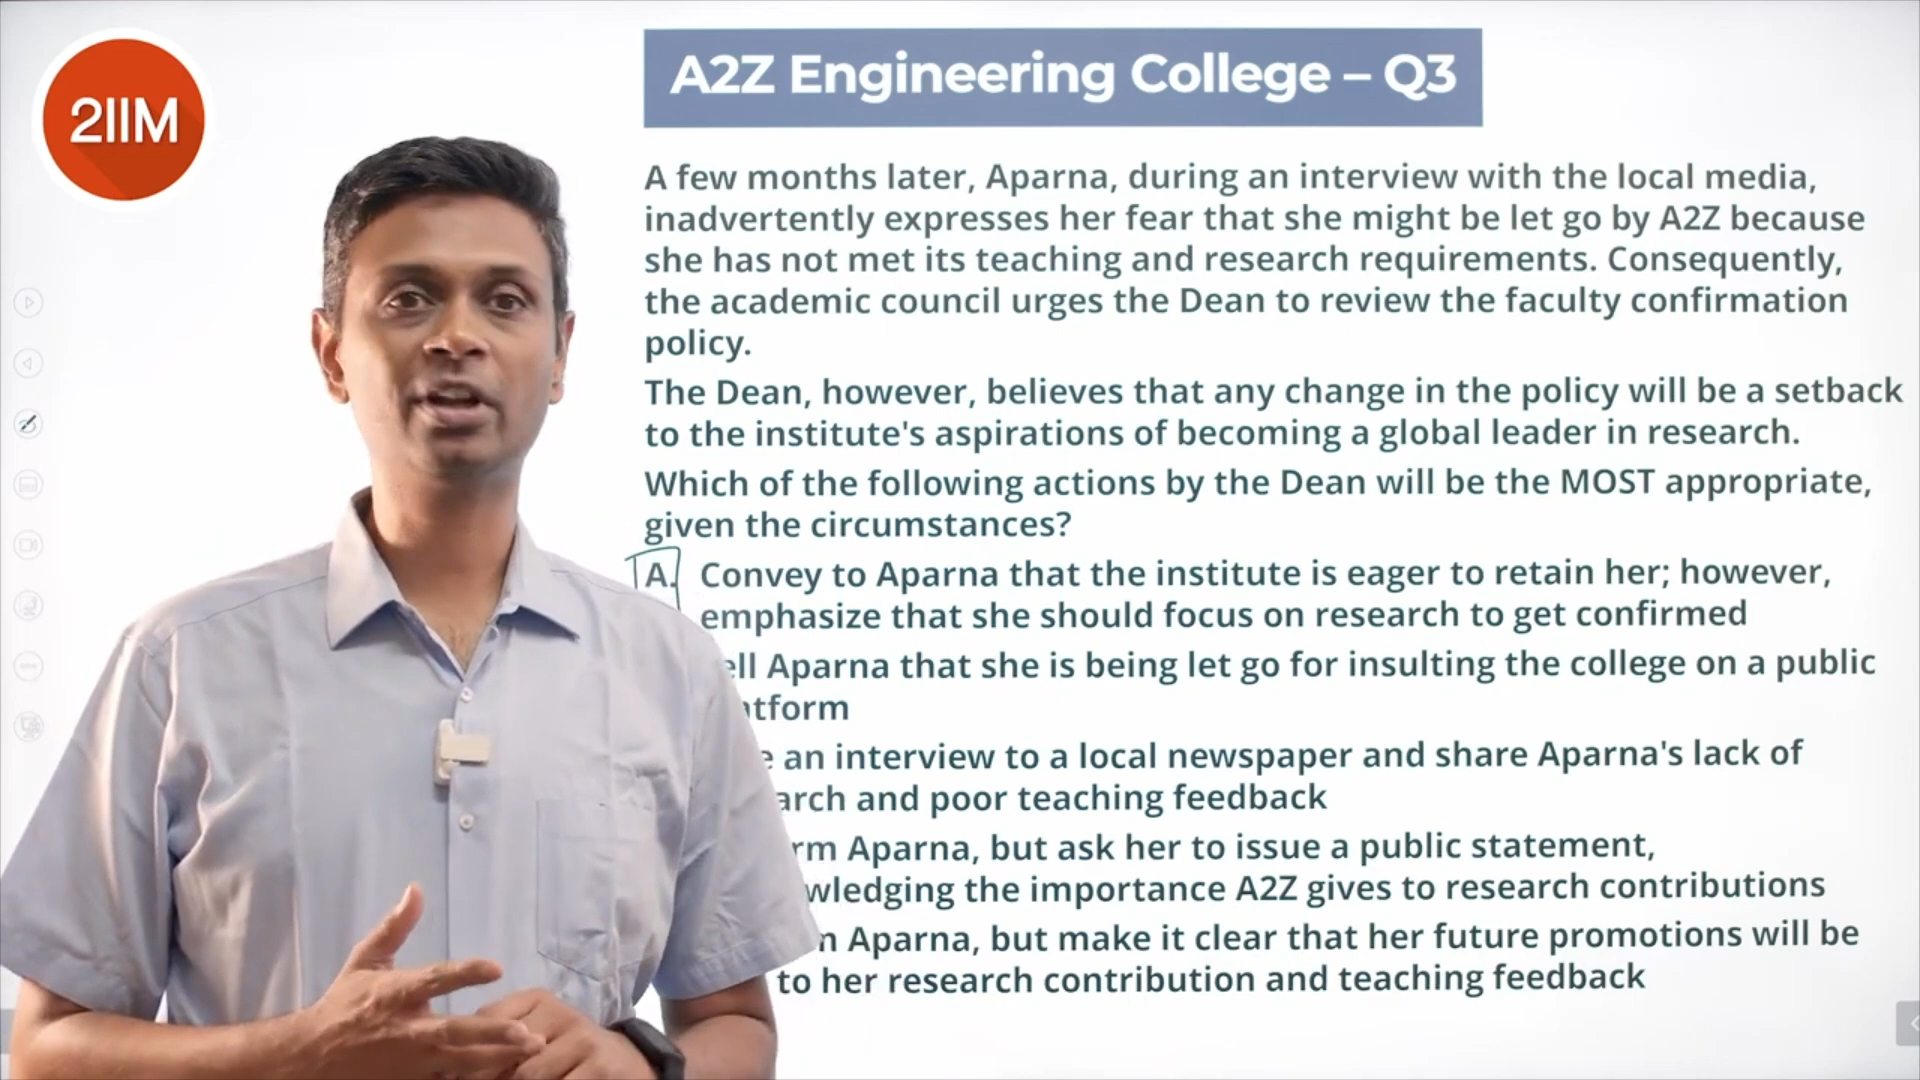 2IIM
A2Z Engineering College – Q3
A few months later, Aparna, during an interview with the local media,
inadvertently expresses her fear that she might be let go by A2Z because
she has not met its teaching and research requirements. Consequently,
the academic council urges the Dean to review the faculty confirmation
policy.
The Dean, however, believes that any change in the policy will be a setback
to the institute's aspirations of becoming a global leader in research.
Which of the following actions by the Dean will be the MOST appropriate,
given the circumstances?
A. Convey to Aparna that the institute is eager to retain her; however,
emphasize that she should focus on research to get confirmed
Aparna that she is being let go for insulting the college on a public
an interview to a local newspaper and share Aparna's lack of
and poor teaching feedback
Aparna, but ask her to issue a public statement,
the importance A2Z gives to research contributions
Aparna, but make it clear that her future promotions will be
to her research contribution and teaching feedback